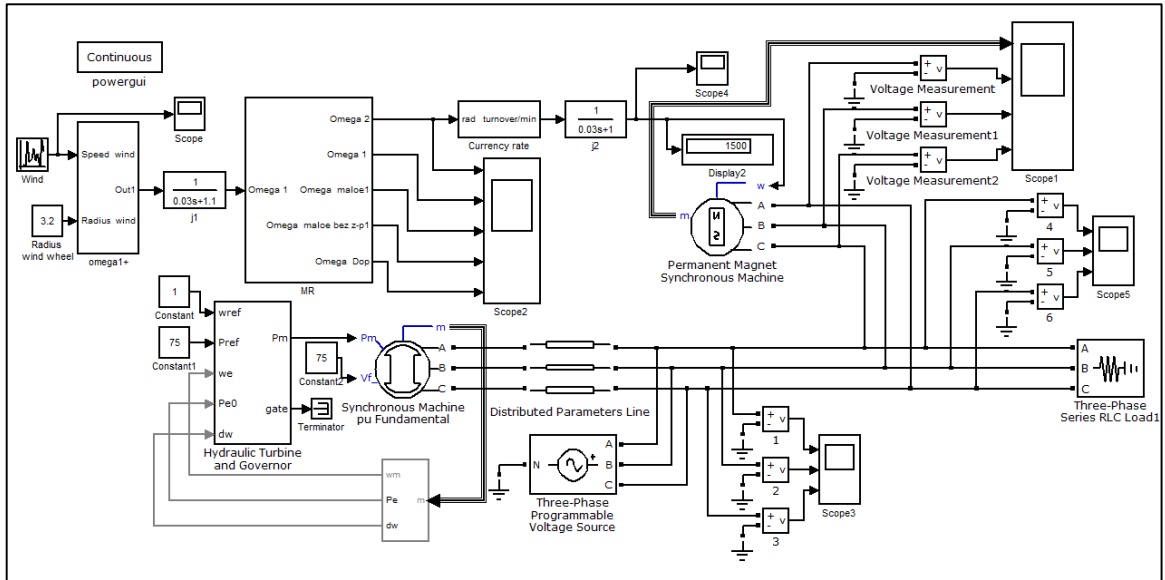 Continuous
powergui
Wind
Speed wind
Radius wind
Out1
omega1+
3.2
Radius
wind wheel
Scope
1
0.03s+1.1
j1
Omega 1
Omega 2
Omega 1
Omega maloe1
Omega maloe bez z-p1
Omega Dop
MR
rad turnover/min
Currency rate
1
0.03s+1
j2
Scope2
Scope4
1500
Display2
w
m
N
S
A
B
C
Permanent Magnet
Synchronous Machine
+
-
v
Voltage Measurement
+
-
v
Voltage Measurement1
+
-
v
Voltage Measurement2
Scope1
+
-
v
4
+
-
v
5
+
-
v
6
Scope5
1
Constant
75
Constant1
wref
Pref
we
Pe0
dw
Pm
gate
Hydraulic Turbine
and Governor
Terminator
75
Constant2
Pm
Vf_
m
A
B
C
Synchronous Machine
pu Fundamental
Distributed Parameters Line
wm
Pe
dw
m
N
+
A
B
C
Three-Phase
Programmable
Voltage Source
+
-
v
1
+
-
v
2
+
-
v
3
Scope3
A
B
C
Three-Phase
Series RLC Load1